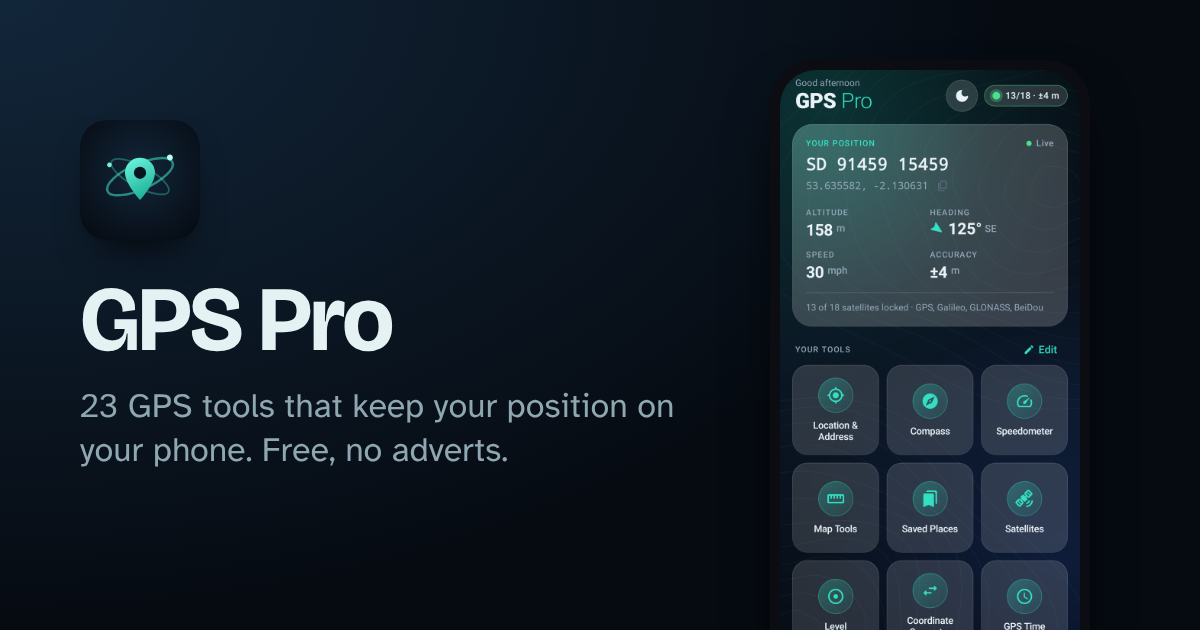 GPS Pro
23 GPS tools that keep your position on
your phone. Free, no adverts.
Good afternoon
GPS Pro
13/18 · ±4 m
YOUR POSITION
Live
SD 91459 15459
53.635582, -2.130631
ALTITUDE
HEADING
158 m
125° SE
SPEED
ACCURACY
30 mph
±4 m
13 of 18 satellites locked · GPS, Galileo, GLONASS, BeiDou
YOUR TOOLS
Edit
Location &
Address
Compass
Speedometer
Map Tools
Saved Places
Satellites
Level
Coordinate
GPS Time